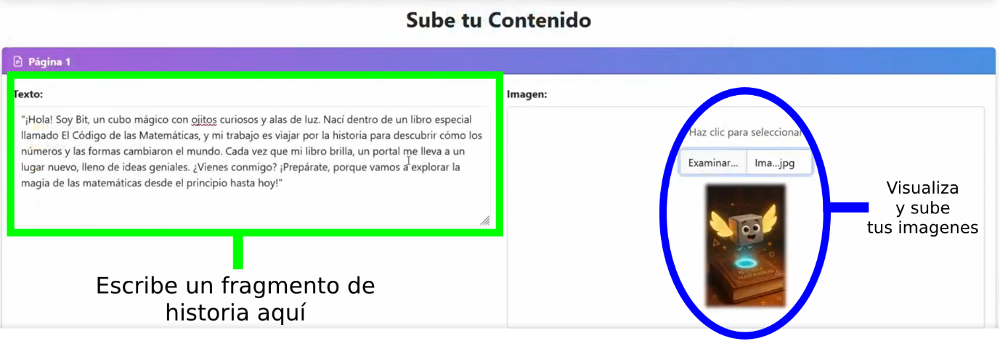 Sube tu Contenido
Página 1
Texto:
"¡Hola! Soy Bit, un cubo mágico con ojitos curiosos y alas de luz. Nací dentro de un libro especial
llamado El Código de las Matemáticas, y mi trabajo es viajar por la historia para descubrir cómo los
números y las formas cambiaron el mundo. Cada vez que mi libro brilla, un portal me lleva a un
lugar nuevo, lleno de ideas geniales. ¿Vienes conmigo? ¡Prepárate, porque vamos a explorar la
magia de las matemáticas desde el principio hasta hoy!"
Escribe un fragmento de
historia aquí
Imagen:
Haz clic para seleccionar
Examinar... Ima...jpg
MATEMÁTICAS
Visualiza
y sube
tus imagenes